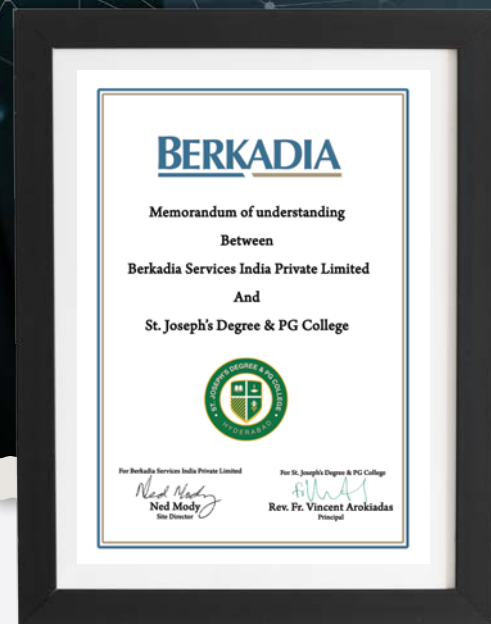 BERKADIA
Memorandum of understanding
Between
Berkadia Services India Private Limited
And
St. Joseph's Degree & PG College
ST. JOSEPH'S DEGREE & PG COLLEGE
HYDERABAD
For Berkadia Services India Private Limited
Ned Mody
Ned Mody
Site Director
For St. Joseph's Degree & PG College
Rev. Fr. Vincent Arokiadas
Principal